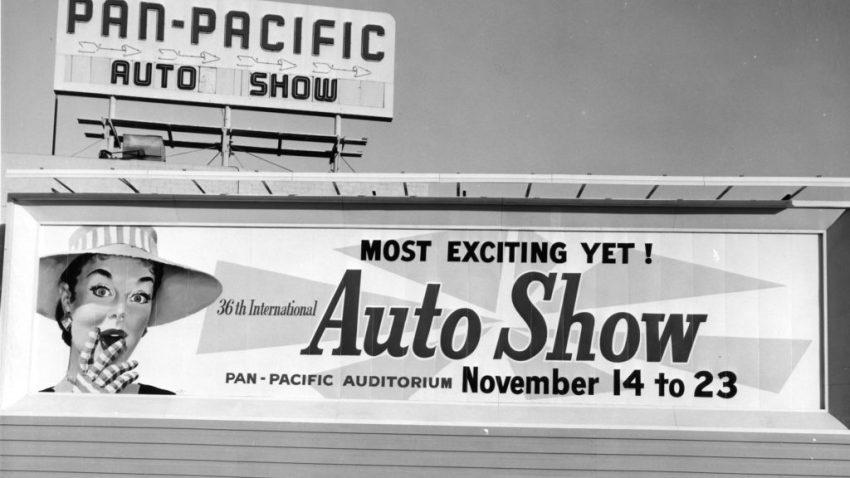 PAN-PACIFIC
AUTO SHOW
MOST EXCITING YET !
36th International
Auto Show
PAN-PACIFIC AUDITORIUM November 14 to 23